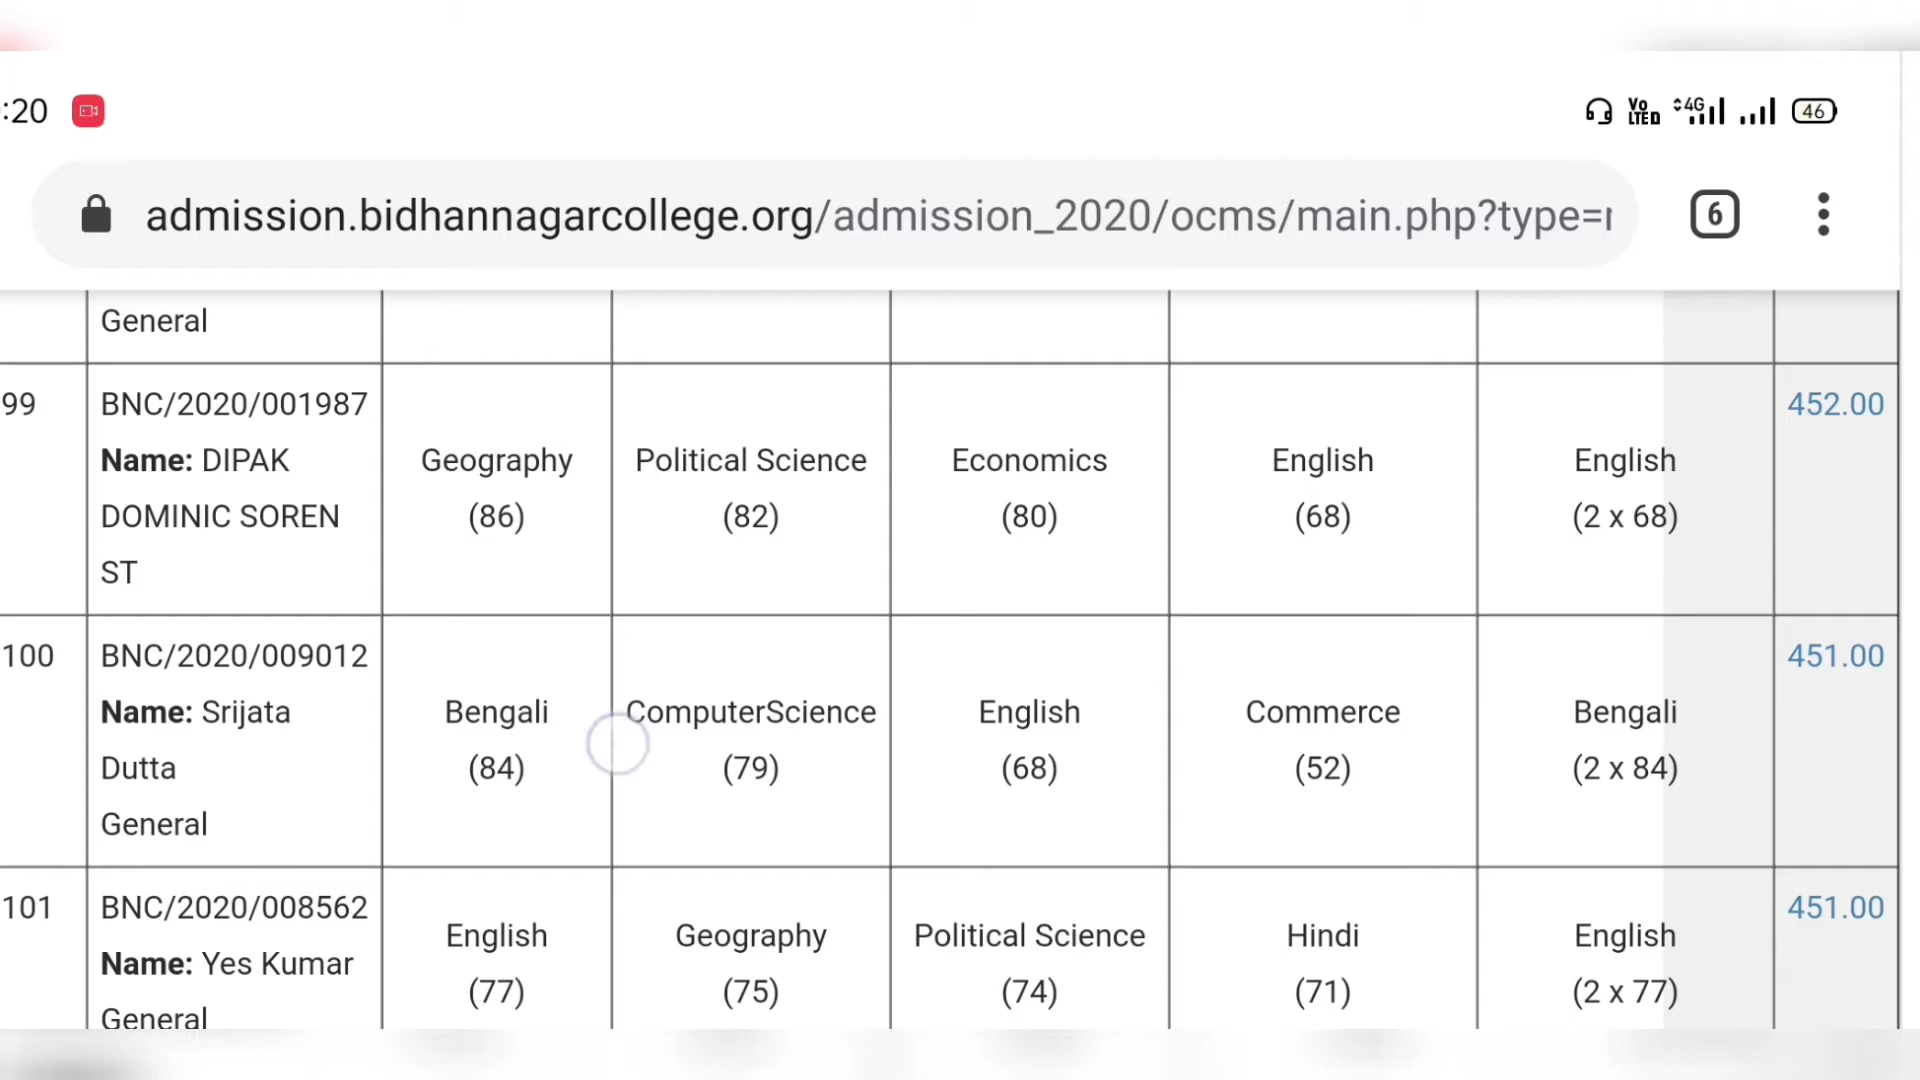 :20
Vo LTE 4G 46
admission.bidhannagarcollege.org/admission_2020/ocms/main.php?type=
6
General
99 BNC/2020/001987 452.00
Name: DIPAK Geography Political Science Economics English English
DOMINIC SOREN (86) (82) (80) (68) (2 x 68)
ST
100 BNC/2020/009012 451.00
Name: Srijata Bengali ComputerScience English Commerce Bengali
Dutta (84) (79) (68) (52) (2 x 84)
General
101 BNC/2020/008562 451.00
English Geography Political Science Hindi English
Name: Yes Kumar
(77) (75) (74) (71) (2 x 77)
General